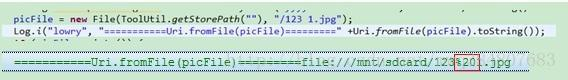 picFile = new File(ToolUtil.getStorePath(""), "/123 1.jpg");
Log.i("lowry", "===========Uri.fromFile(picFile)=========" +Uri.fromFile(picFile).toString());
===========Uri.fromFile(picFile)=========file:///mnt/sdcard/123%201.jpg